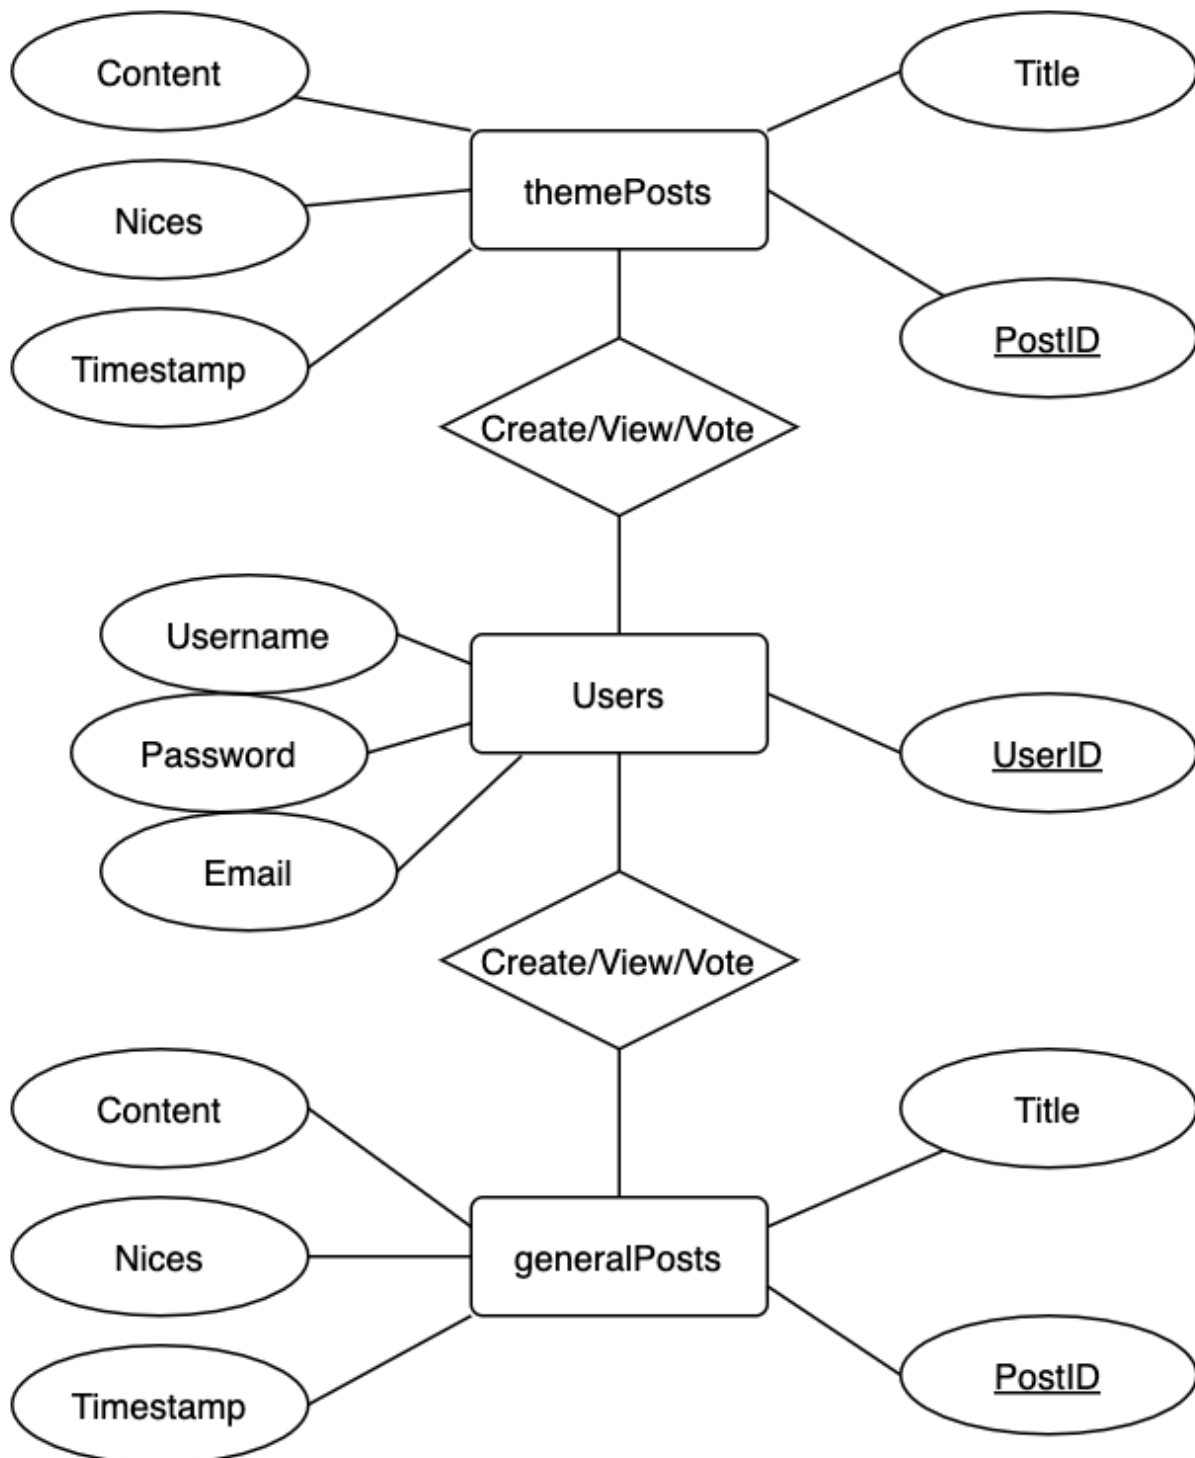 Content
Title
themePosts
Nices
PostID
Timestamp
Create/View/Vote
Username
Users
Password
UserID
Email
Create/View/Vote
Content
Title
Nices
generalPosts
PostID
Timestamp